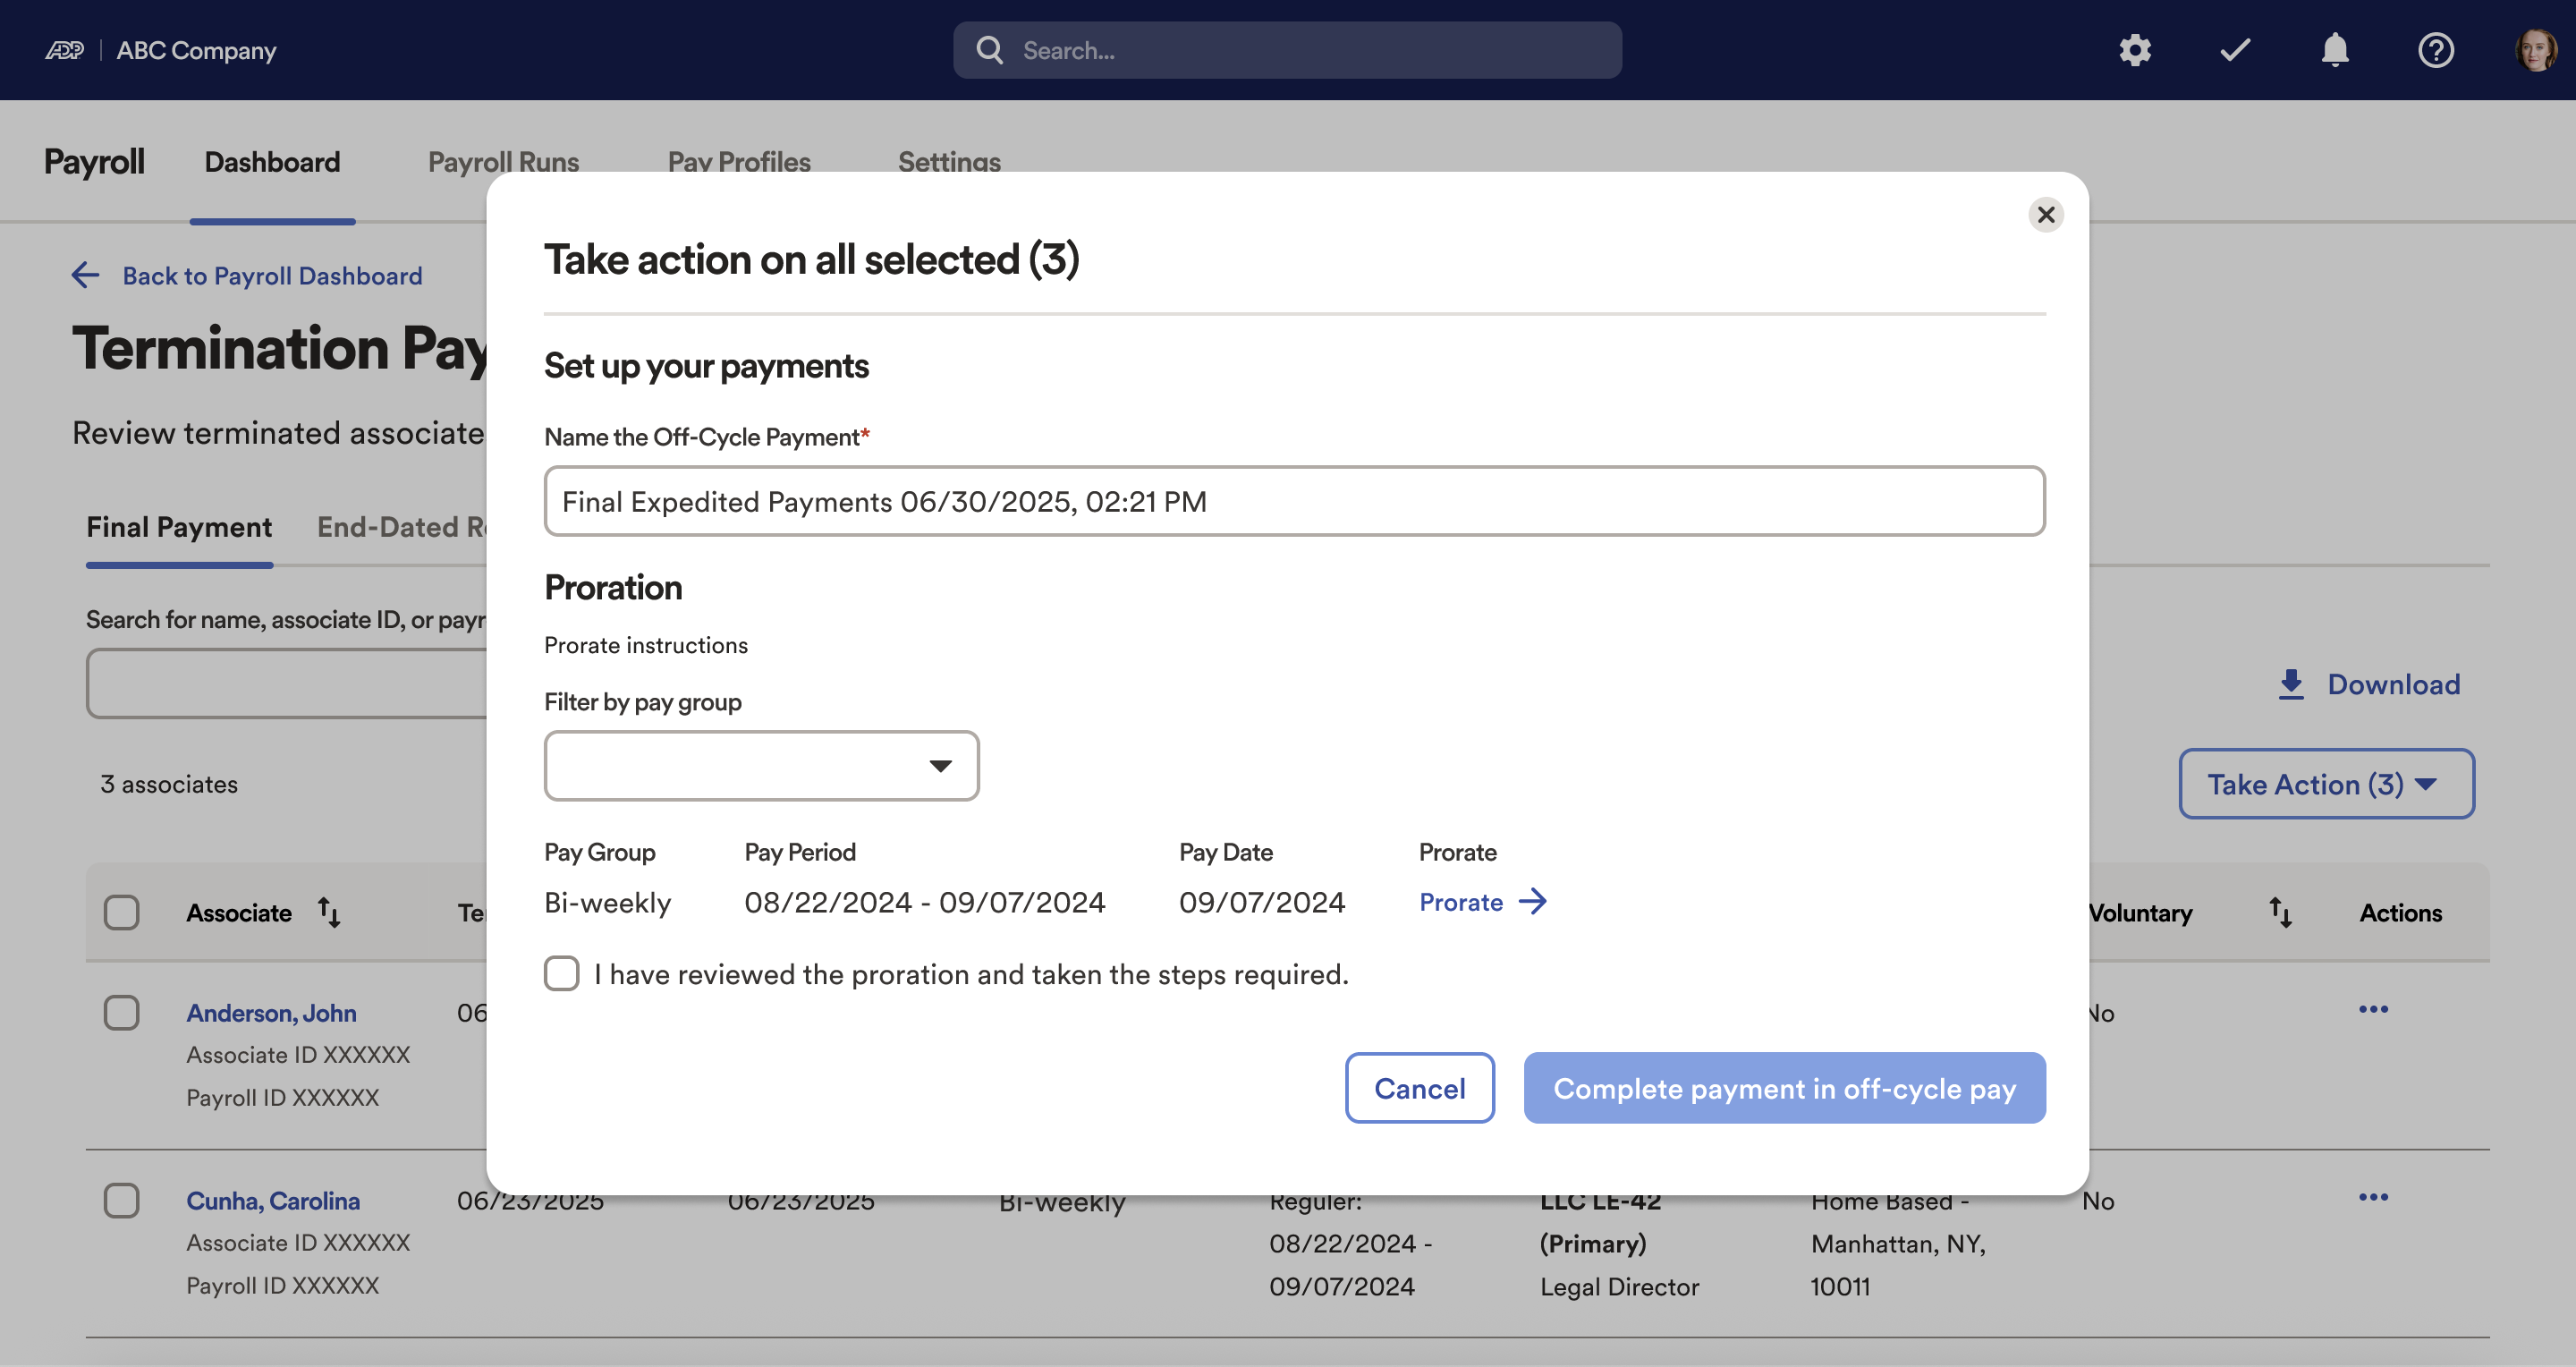 ADP | ABC Company
Search...
Payroll Dashboard Payroll Runs Pay Profiles Settings
Back to Payroll Dashboard
Termination Pay
Review terminated associate
Final Payment End-Dated
Search for name, associate ID, or
3 associates
Download
Take Action (3)
Associate Voluntary Actions
Anderson, John No
Associate ID XXXXXX
Payroll ID XXXXXX
Cunha, Carolina 06/23/2025 06/23/2025 Bi-weekly Reguler: LLC LE-42 Home Based - No
Associate ID XXXXXX 08/22/2024 - (Primary) Manhattan, NY,
Payroll ID XXXXXX 09/07/2024 Legal Director 10011
Take action on all selected (3)
Set up your payments
Name the Off-Cycle Payment*
Final Expedited Payments 06/30/2025, 02:21 PM
Proration
Prorate instructions
Filter by pay group
Pay Group Pay Period Pay Date Prorate
Bi-weekly 08/22/2024 - 09/07/2024 09/07/2024 Prorate
I have reviewed the proration and taken the steps required.
Cancel Complete payment in off-cycle pay